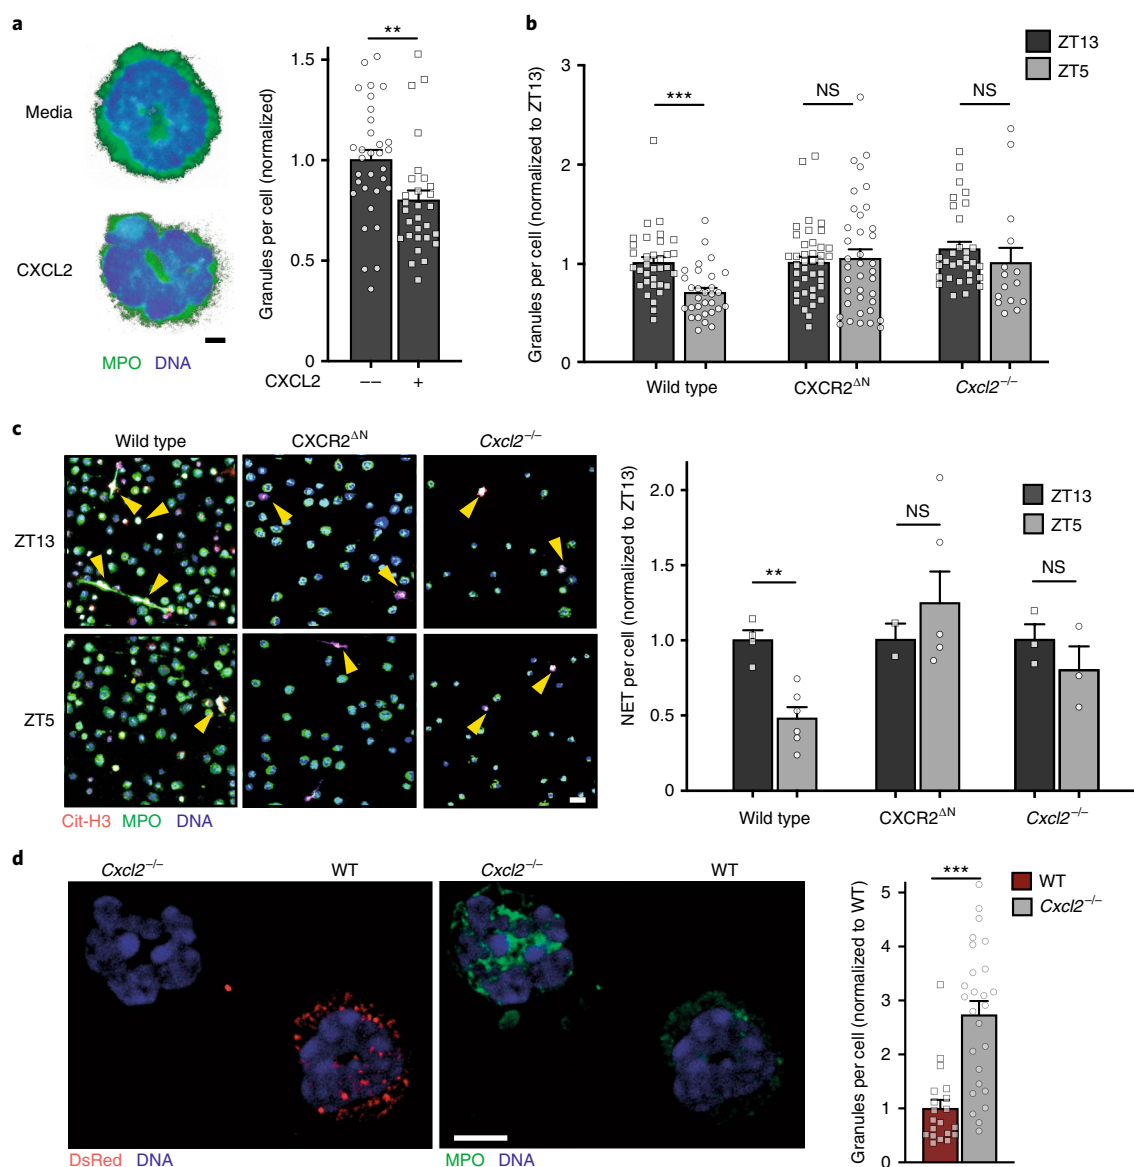 a
Media
CXCL2
MPO DNA
Granules per cell (normalized)
1.5
1.0
0.5
0
**
CXCL2
–– +
b
Granules per cell (normalized to ZT13)
3
2
1
0
***
NS
NS
ZT13
ZT5
Wild type
CXCR2ΔN
Cxcl2−/−
c
Wild type
CXCR2ΔN
Cxcl2−/−
ZT13
ZT5
Cit-H3 MPO DNA
NET per cell (normalized to ZT13)
2.0
1.5
1.0
0.5
0
**
NS
NS
ZT13
ZT5
Wild type
CXCR2ΔN
Cxcl2−/−
d
Cxcl2−/−
WT
Cxcl2−/−
WT
DsRed DNA
MPO DNA
Granules per cell (normalized to WT)
5
4
3
2
1
0
***
WT
Cxcl2−/−